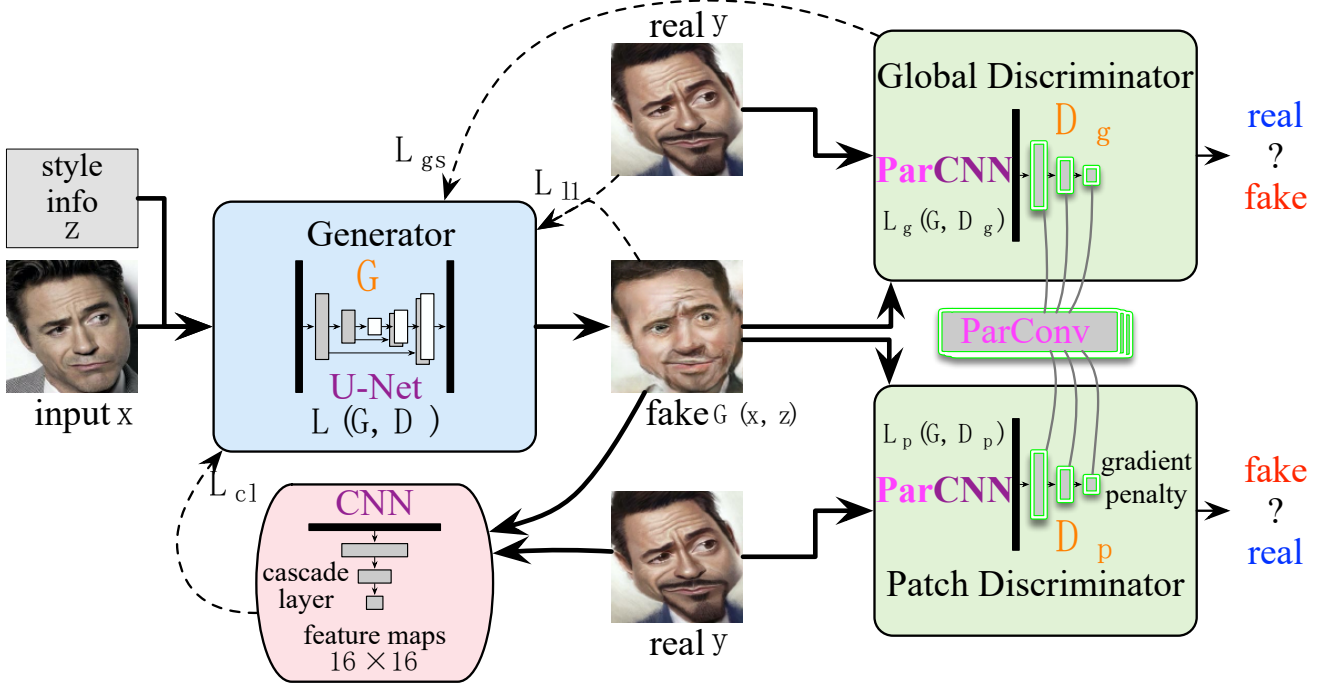 real y
Global Discriminator
D g
real
?
fake
ParCNN
L g (G, D g)
L gs
L ll
style
info
z
Generator
G
U-Net
L (G, D )
input x
fake G (x, z)
ParConv
L p (G, D p)
ParCNN
gradient
penalty
D p
Patch Discriminator
fake
?
real
L cl
CNN
cascade
layer
feature maps
16 ×16
real y